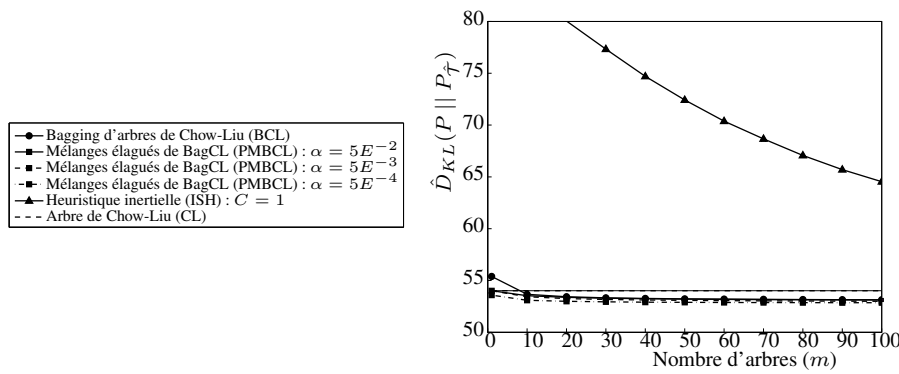 Bagging d'arbres de Chow-Liu (BCL)
Mélanges élagués de BagCL (PMBCL) : α = 5E⁻²
Mélanges élagués de BagCL (PMBCL) : α = 5E⁻³
Mélanges élagués de BagCL (PMBCL) : α = 5E⁻⁴
Heuristique inertielle (ISH) : C = 1
Arbre de Chow-Liu (CL)
D̂_KL(P || P_T̂)
80
75
70
65
60
55
50
0 10 20 30 40 50 60 70 80 90 100
Nombre d'arbres (m)